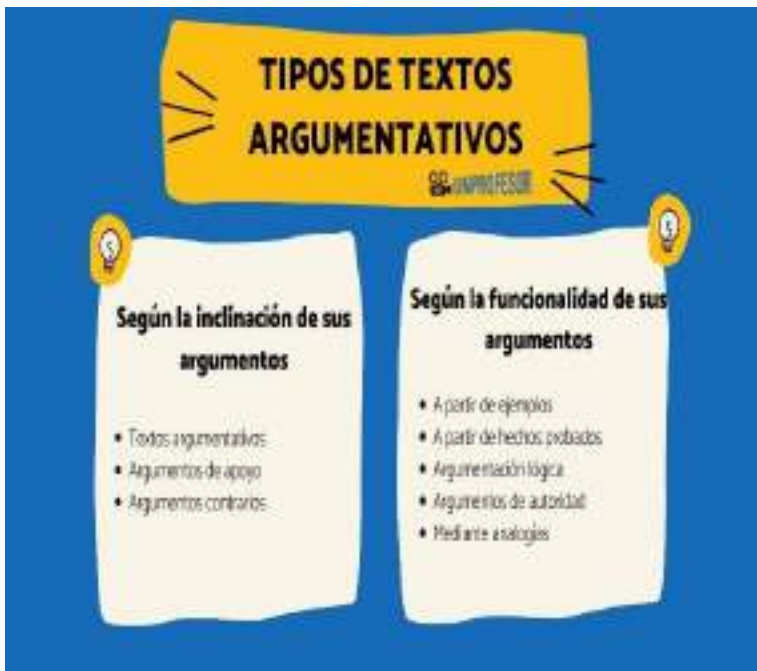 TIPOS DE TEXTOS
ARGUMENTATIVOS
UNPROFESOR
Según la inclinación de sus
argumentos
• Textos argumentativos
• Argumentos de apoyo
• Argumentos contrarios
Según la funcionalidad de sus
argumentos
• A partir de ejemplos
• A partir de hechos probados
• Argumentación lógica
• Argumentos de autoridad
• Mediante analogías